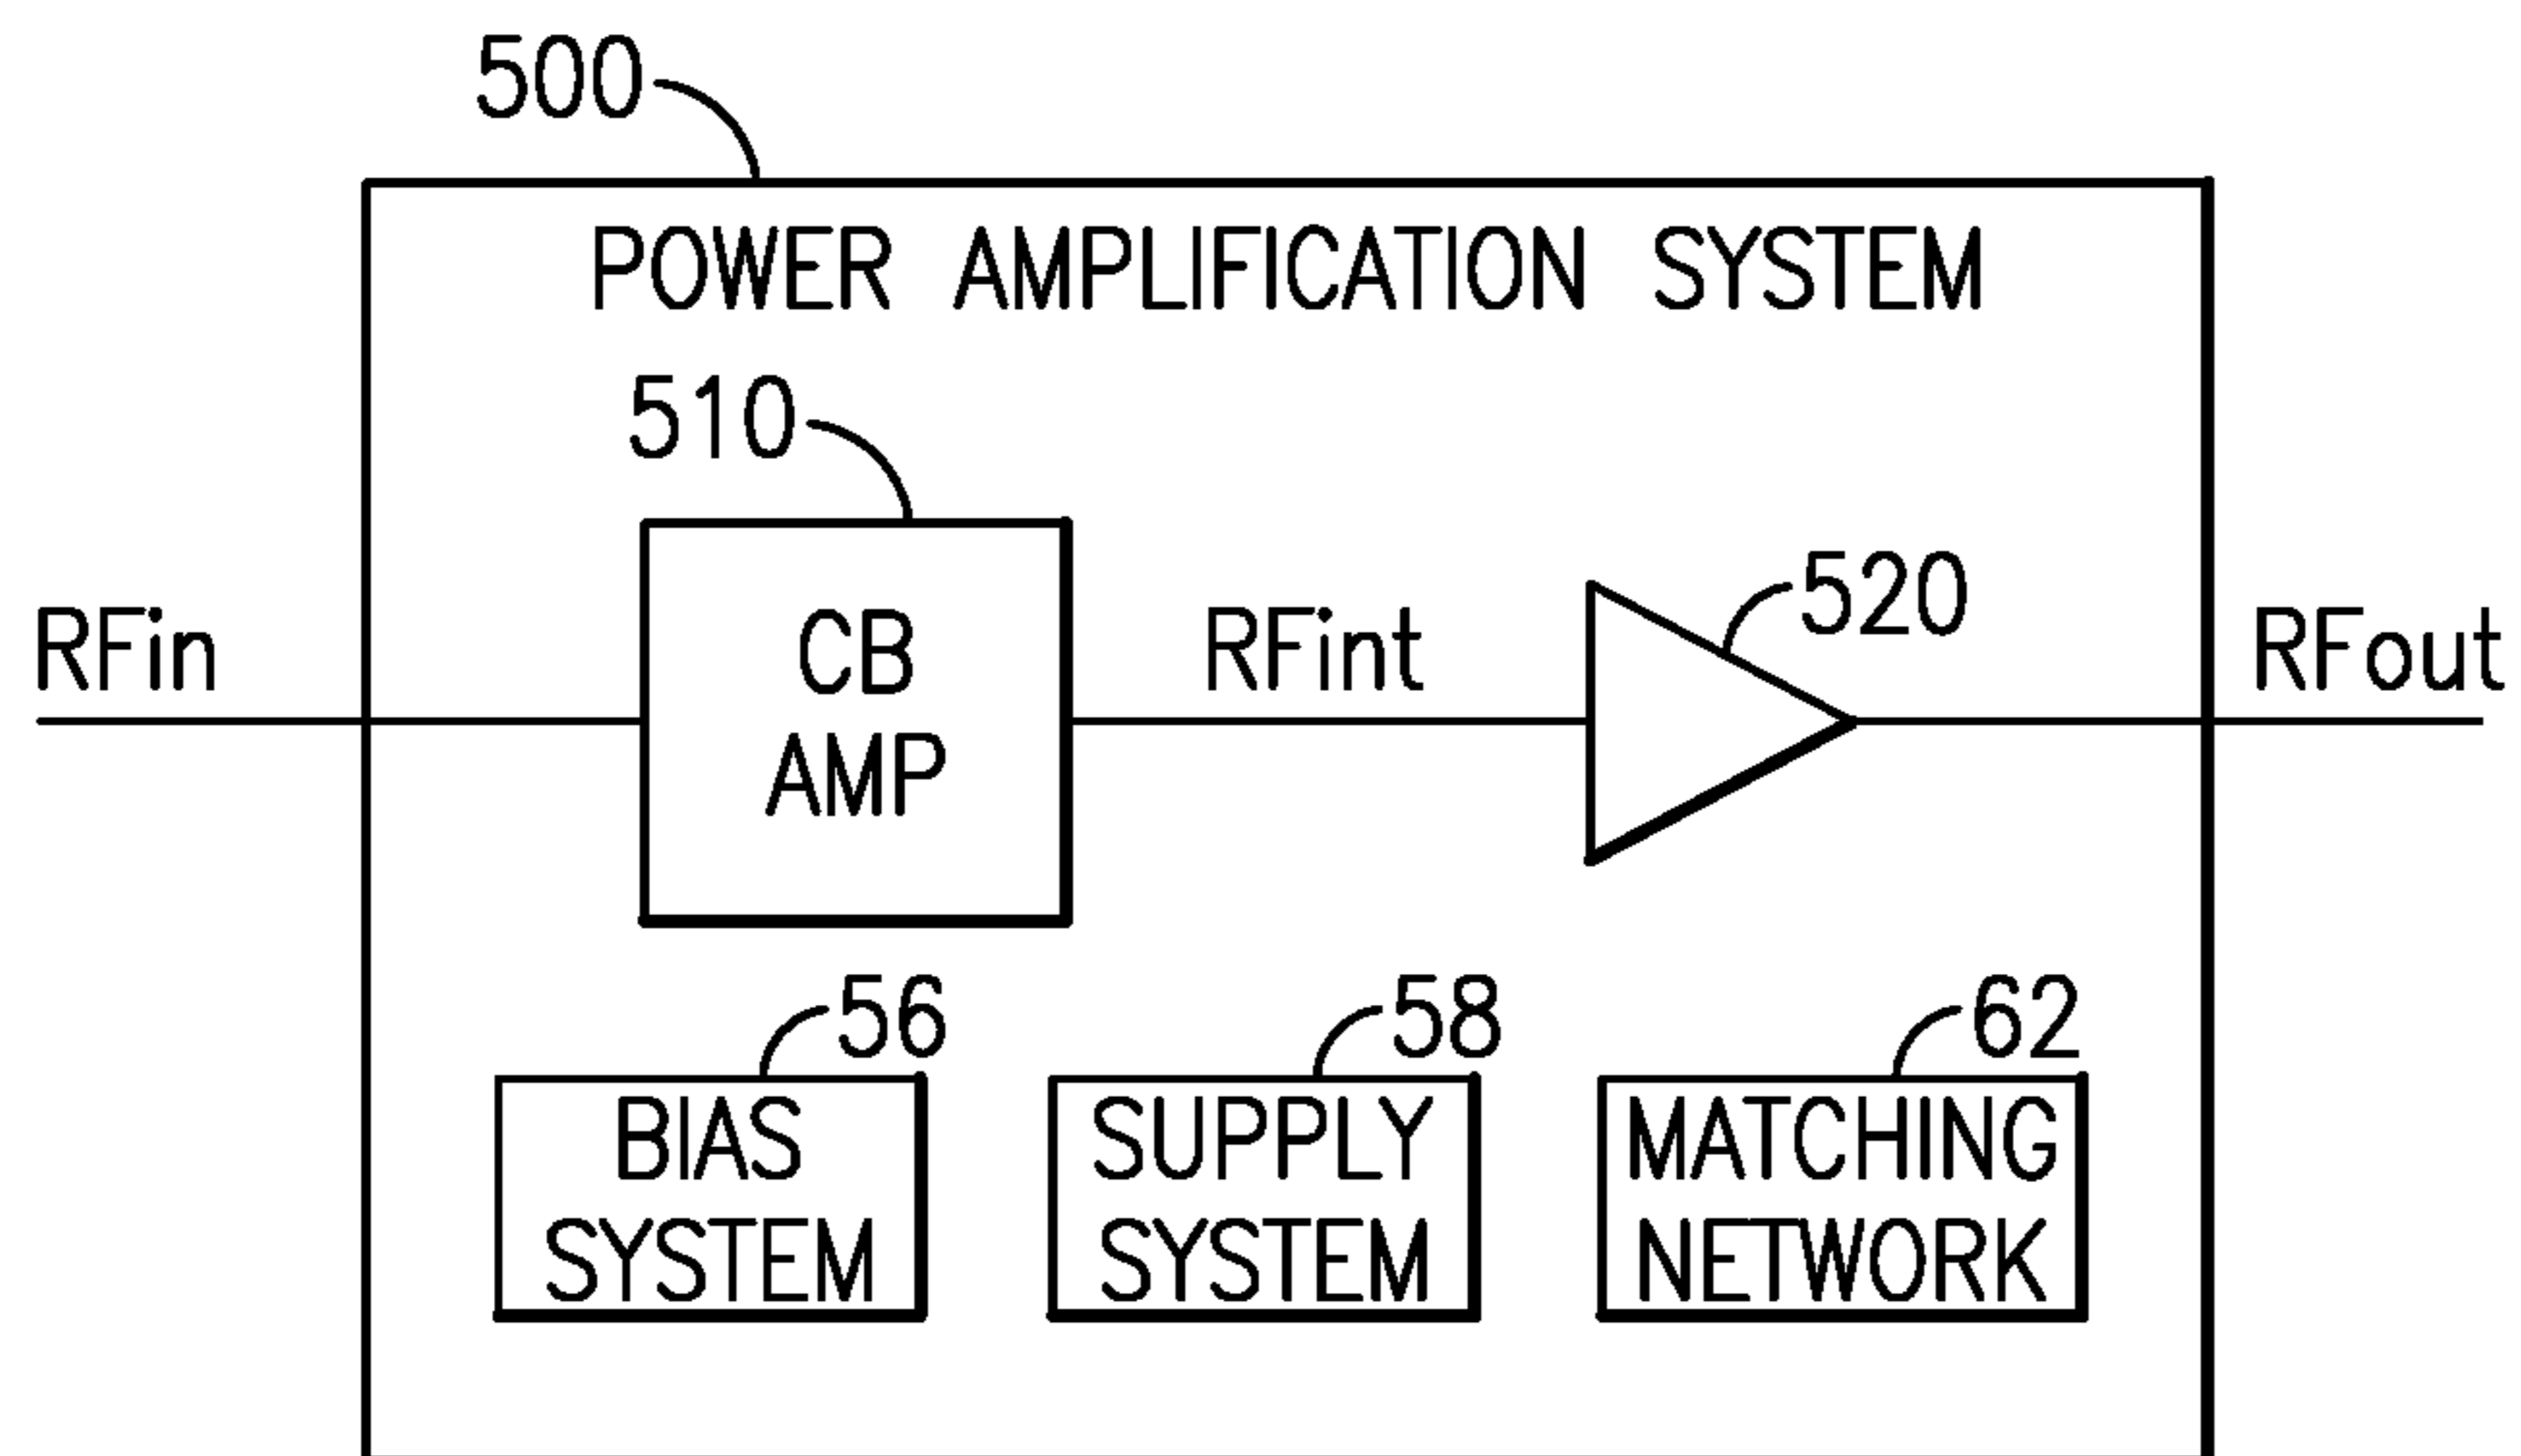 500
POWER AMPLIFICATION SYSTEM
510
CB
AMP
RFin
RFint
520
RFout
56
BIAS
SYSTEM
58
SUPPLY
SYSTEM
62
MATCHING
NETWORK